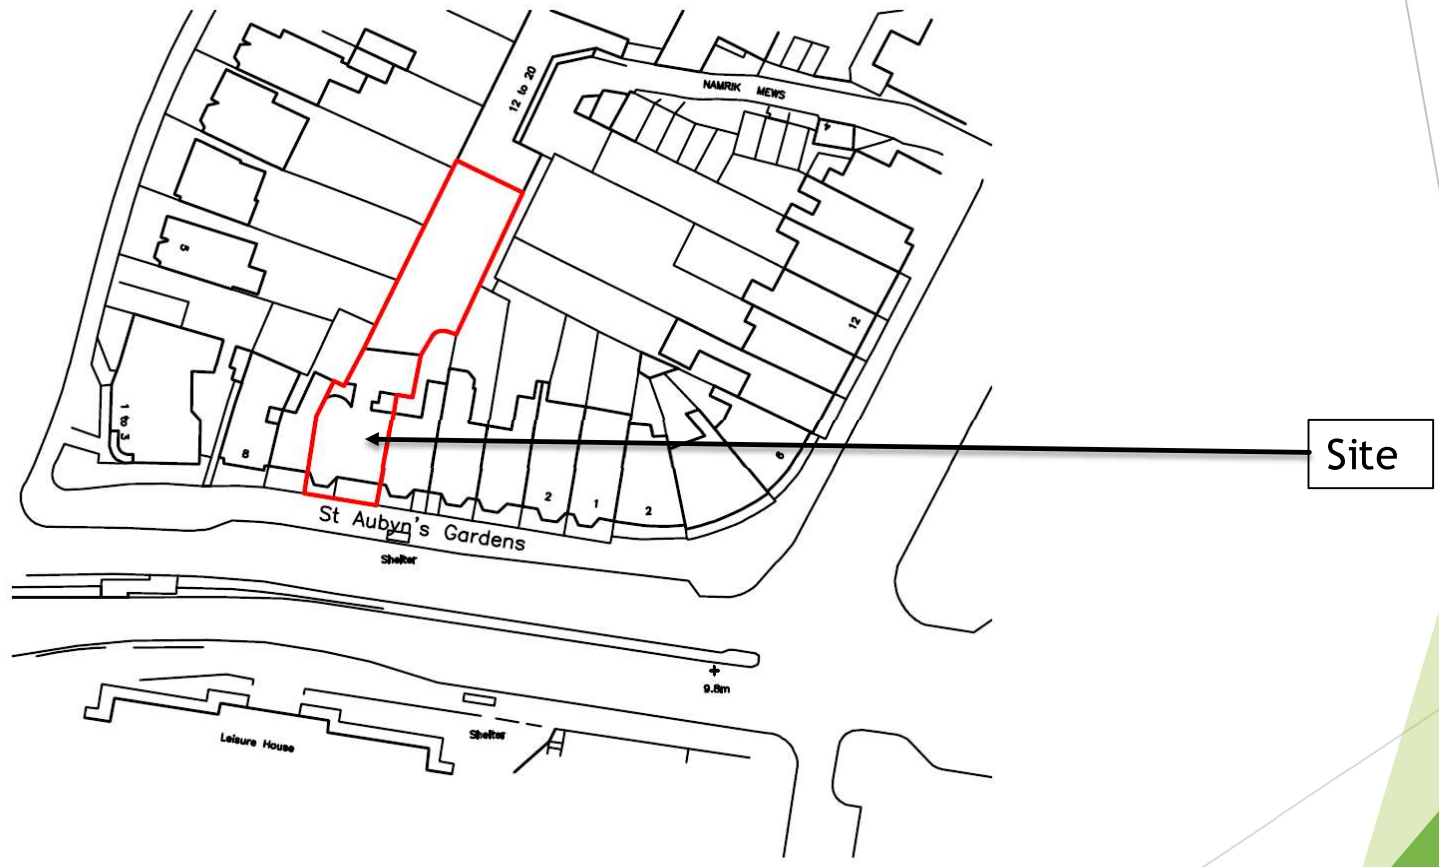 12 to 20
NAMRIK MEWS
4
5
12
1 to 3
8
6
2
1
2
Site
St Aubyn's Gardens
Shelter
9.8m
Shelter
Leisure House